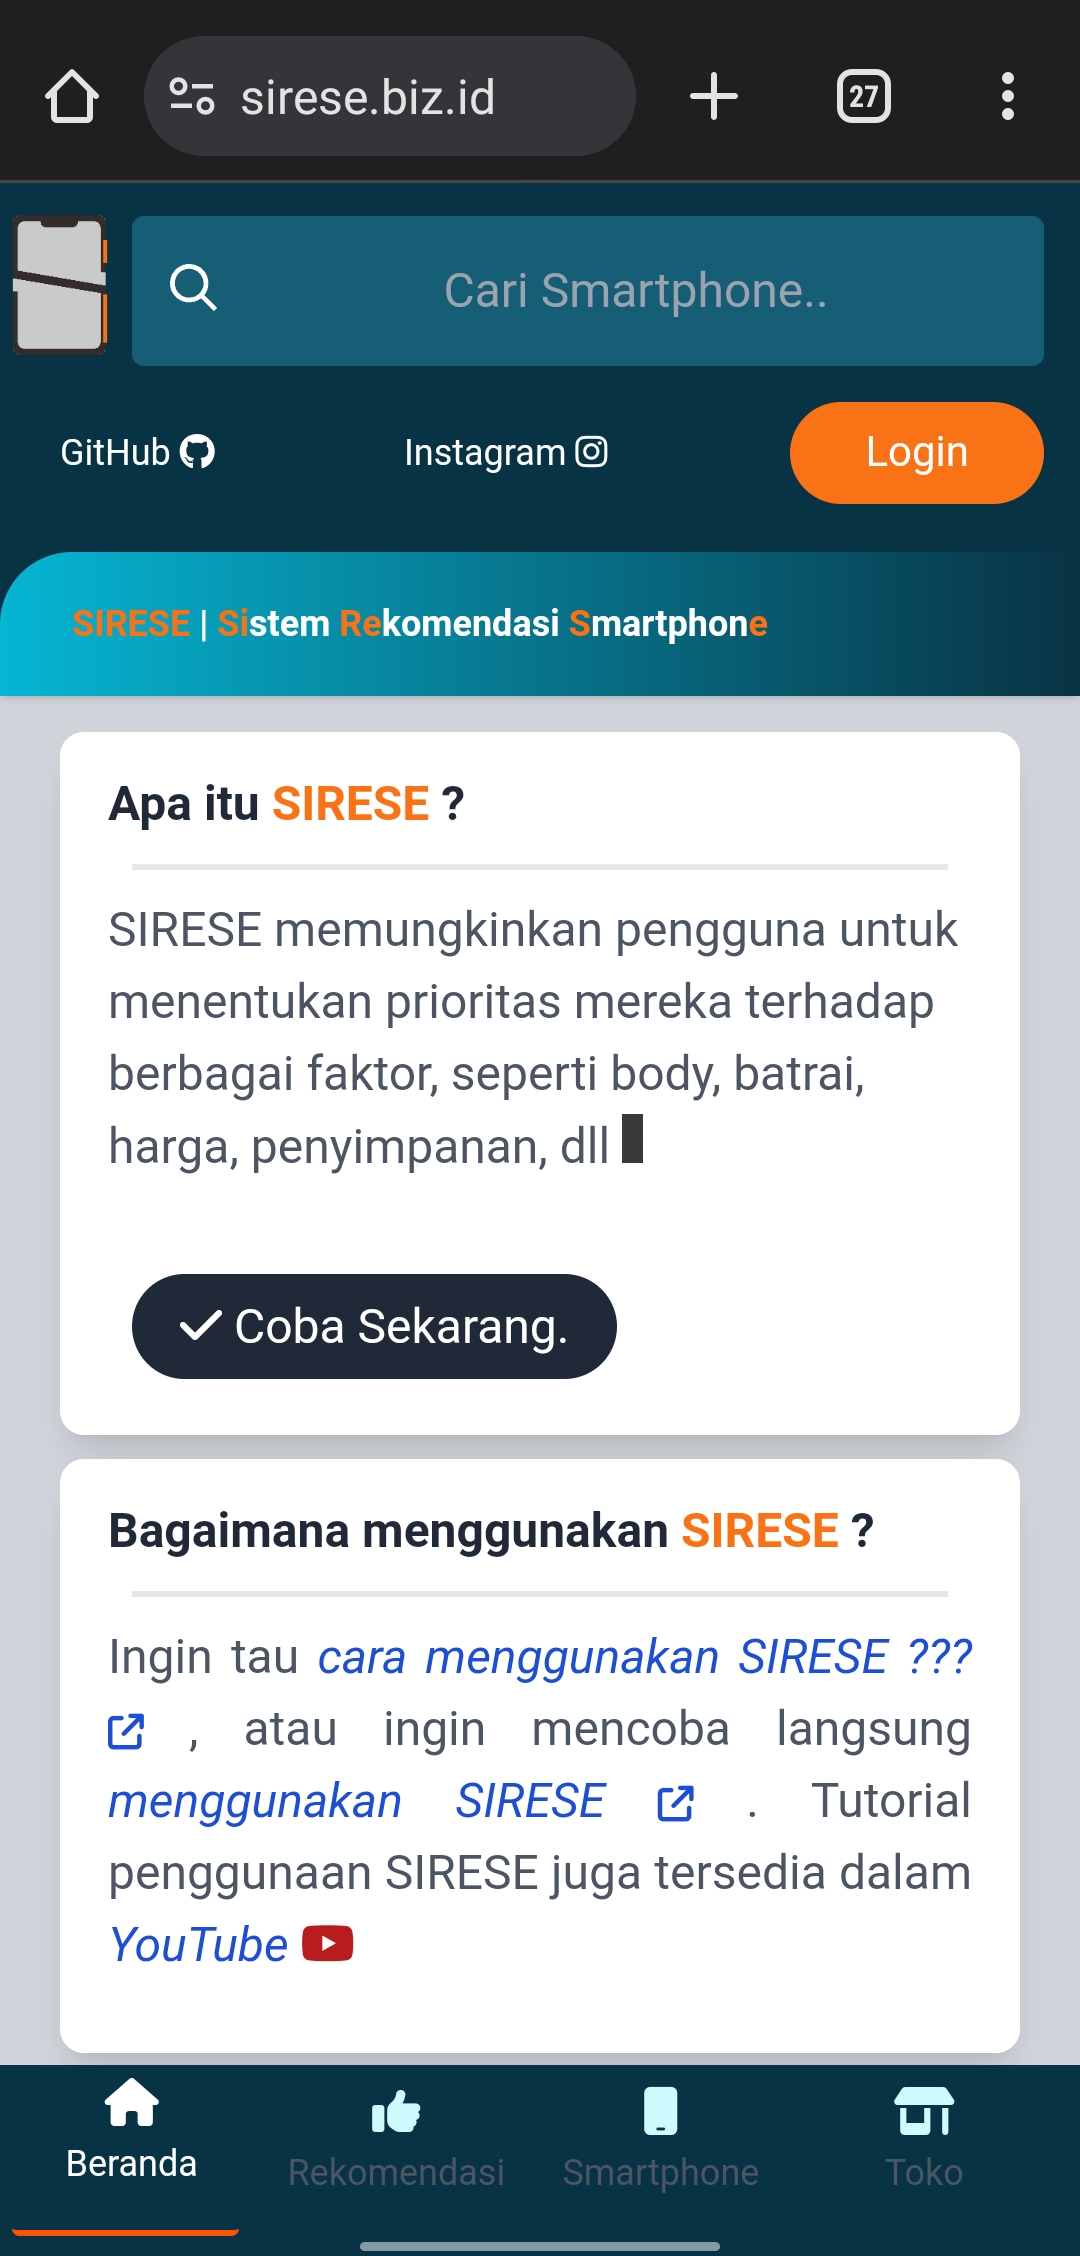 sirese.biz.id
27
Cari Smartphone..
GitHub
Instagram
Login
SIRESE | Sistem Rekomendasi Smartphone
Apa itu SIRESE ?
SIRESE memungkinkan pengguna untuk
menentukan prioritas mereka terhadap
berbagai faktor, seperti body, batrai,
harga, penyimpanan, dll
Coba Sekarang.
Bagaimana menggunakan SIRESE ?
Ingin tau cara menggunakan SIRESE ???
, atau ingin mencoba langsung
menggunakan SIRESE . Tutorial
penggunaan SIRESE juga tersedia dalam
YouTube
Beranda
Rekomendasi
Smartphone
Toko